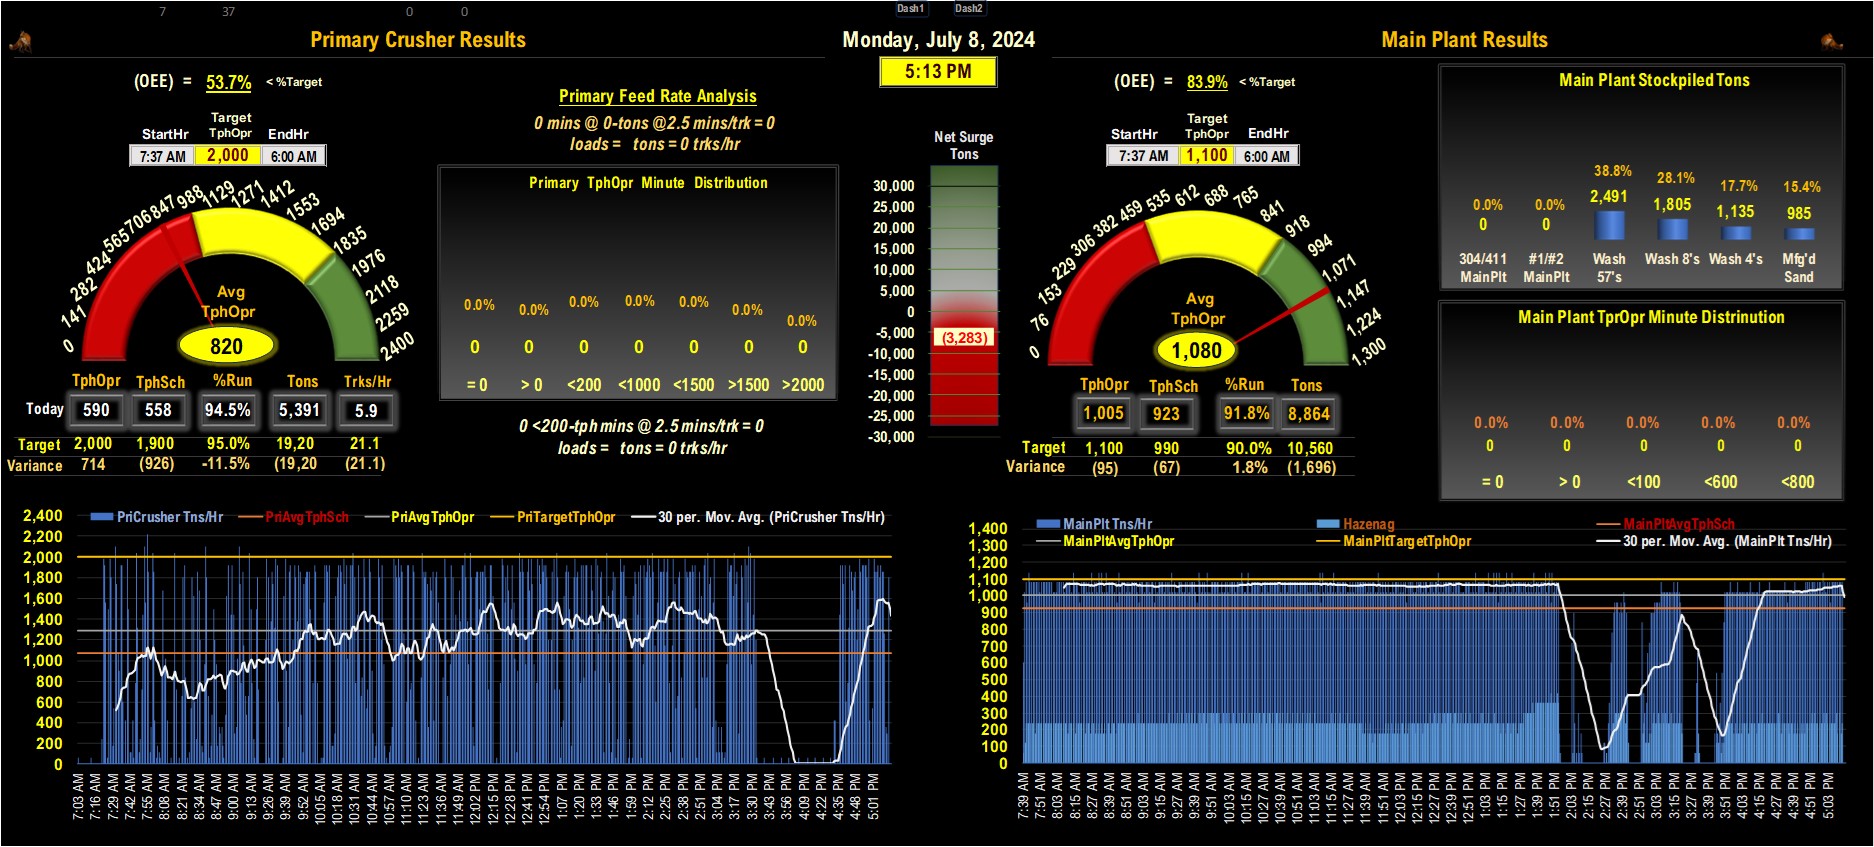 7 37 0 0 Dash1 Dash2
Primary Crusher Results
Monday, July 8, 2024
5:13 PM
Main Plant Results
(OEE) = 53.7% < %Target
Target
StartHr TphOpr EndHr
7:37 AM 2,000 6:00 AM
0 141 282 424 565 706 847 988 1129 1271 1412 1553 1694 1835 1976 2118 2259 2400
Avg
TphOpr
820
TphOpr TphSch %Run Tons Trks/Hr
Today 590 558 94.5% 5,391 5.9
Target 2,000 1,900 95.0% 19,20 21.1
Variance 714 (926) -11.5% (19,20 (21.1)
Primary Feed Rate Analysis
0 mins @ 0-tons @2.5 mins/trk = 0
loads = tons = 0 trks/hr
Primary TphOpr Minute Distribution
0.0% 0.0% 0.0% 0.0% 0.0% 0.0% 0.0%
0 0 0 0 0 0 0
= 0 > 0 <200 <1000 <1500 >1500 >2000
0 <200-tph mins @ 2.5 mins/trk = 0
loads = tons = 0 trks/hr
Net Surge
Tons
30,000
25,000
20,000
15,000
10,000
5,000
0
-5,000
(3,283)
-10,000
-15,000
-20,000
-25,000
-30,000
(OEE) = 83.9% < %Target
Target
StartHr TphOpr EndHr
7:37 AM 1,100 6:00 AM
0 76 153 229 306 382 459 535 612 688 765 841 918 994 1,071 1,147 1,224 1,300
Avg
TphOpr
1,080
TphOpr TphSch %Run Tons
1,005 923 91.8% 8,864
Target 1,100 990 90.0% 10,560
Variance (95) (67) 1.8% (1,696)
Main Plant Stockpiled Tons
0.0% 0.0% 38.8% 28.1% 17.7% 15.4%
0 0 2,491 1,805 1,135 985
304/411 #1/#2 Wash Wash 8's Wash 4's Mfg'd
MainPlt MainPlt 57's Sand
Main Plant TprOpr Minute Distrinution
0.0% 0.0% 0.0% 0.0% 0.0%
0 0 0 0 0
= 0 > 0 <100 <600 <800
PriCrusher Tns/Hr PriAvgTphSch PriAvgTphOpr PriTargetTphOpr 30 per. Mov. Avg. (PriCrusher Tns/Hr)
2,400
2,200
2,000
1,800
1,600
1,400
1,200
1,000
800
600
400
200
0
7:03 AM 7:16 AM 7:29 AM 7:42 AM 7:55 AM 8:08 AM 8:21 AM 8:34 AM 8:47 AM 9:00 AM 9:13 AM 9:26 AM 9:39 AM 9:52 AM 10:05 AM 10:18 AM 10:31 AM 10:44 AM 10:57 AM 11:10 AM 11:23 AM 11:36 AM 11:49 AM 12:02 PM 12:15 PM 12:28 PM 12:41 PM 12:54 PM 1:07 PM 1:20 PM 1:33 PM 1:46 PM 1:59 PM 2:12 PM 2:25 PM 2:38 PM 2:51 PM 3:04 PM 3:17 PM 3:30 PM 3:43 PM 3:56 PM 4:09 PM 4:22 PM 4:35 PM 4:48 PM 5:01 PM
MainPlt Tns/Hr Hazenag MainPltAvgTphSch
MainPltAvgTphOpr MainPltTargetTphOpr 30 per. Mov. Avg. (MainPlt Tns/Hr)
1,400
1,300
1,200
1,100
1,000
900
800
700
600
500
400
300
200
100
0
7:39 AM 7:51 AM 8:03 AM 8:15 AM 8:27 AM 8:39 AM 8:51 AM 9:03 AM 9:15 AM 9:27 AM 9:39 AM 9:51 AM 10:03 AM 10:15 AM 10:27 AM 10:39 AM 10:51 AM 11:03 AM 11:15 AM 11:27 AM 11:39 AM 11:51 AM 12:03 PM 12:15 PM 12:27 PM 12:39 PM 12:51 PM 1:03 PM 1:15 PM 1:27 PM 1:39 PM 1:51 PM 2:03 PM 2:15 PM 2:27 PM 2:39 PM 2:51 PM 3:03 PM 3:15 PM 3:27 PM 3:39 PM 3:51 PM 4:03 PM 4:15 PM 4:27 PM 4:39 PM 4:51 PM 5:03 PM